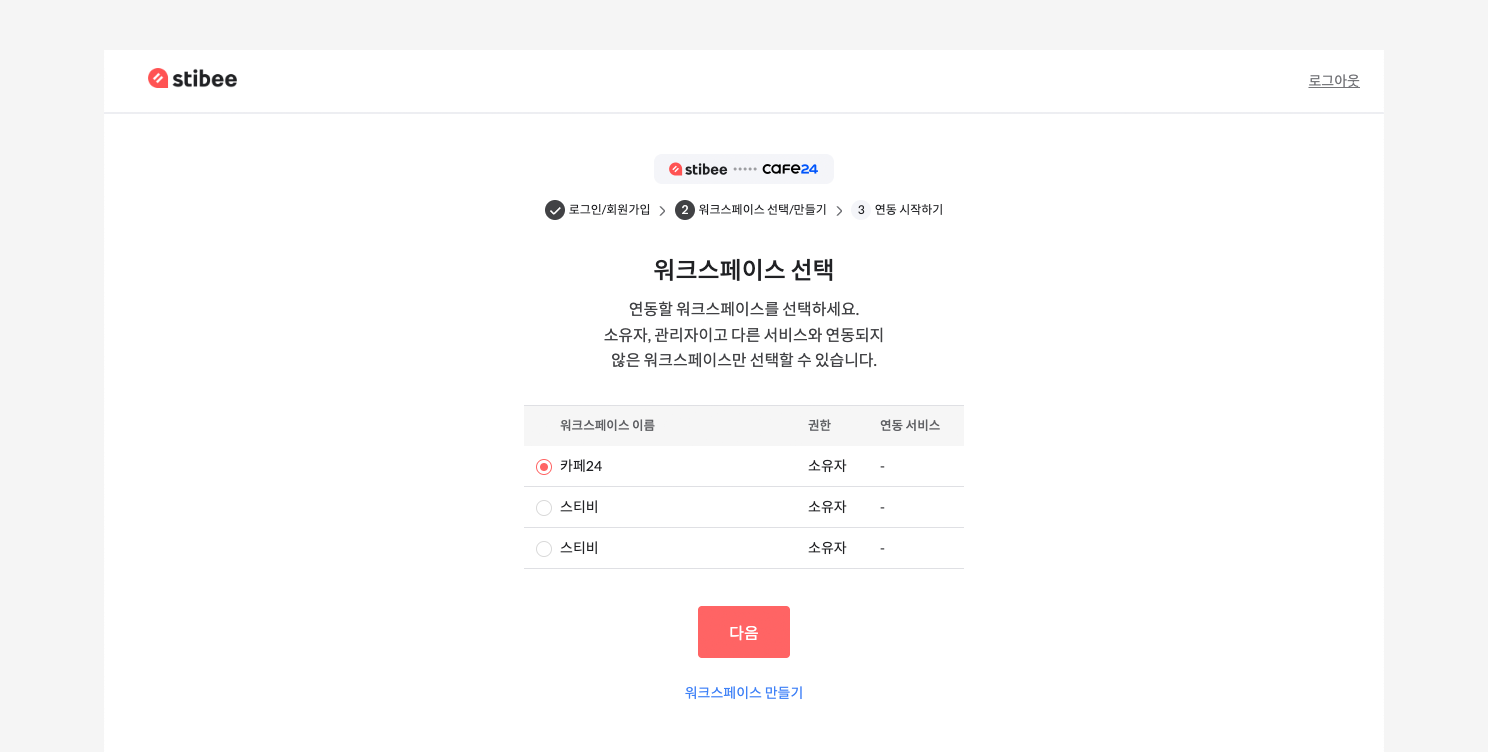 stibee
로그아웃
stibee ••••• cafe24
로그인/회원가입 > 2 워크스페이스 선택/만들기 > 3 연동 시작하기
워크스페이스 선택
연동할 워크스페이스를 선택하세요.
소유자, 관리자이고 다른 서비스와 연동되지
않은 워크스페이스만 선택할 수 있습니다.
워크스페이스 이름 권한 연동 서비스
카페24 소유자 -
스티비 소유자 -
스티비 소유자 -
다음
워크스페이스 만들기